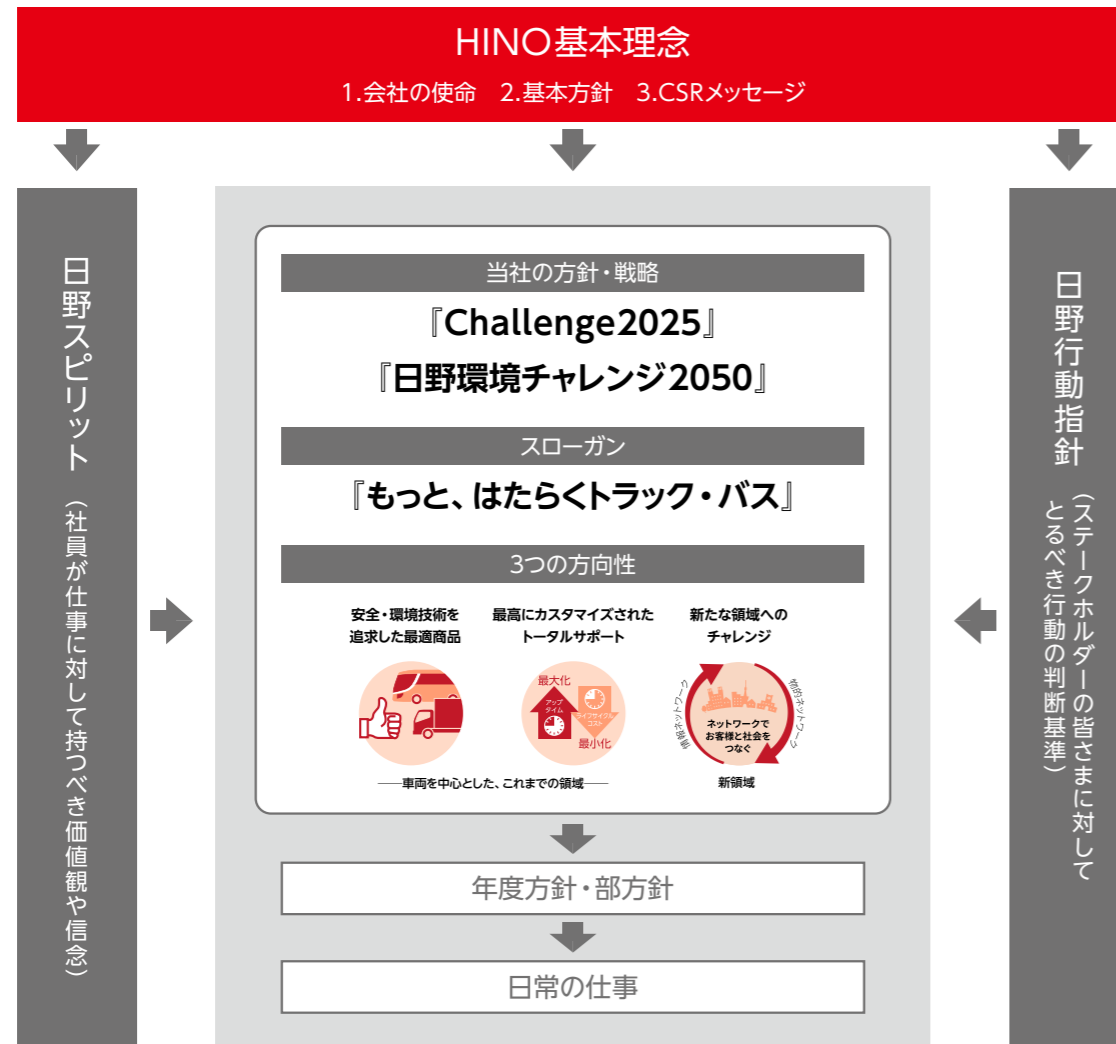 HINO基本理念
1.会社の使命　2.基本方針　3.CSRメッセージ
日野スピリット（社員が仕事に対して持つべき価値観や信念）
当社の方針・戦略
『Challenge2025』
『日野環境チャレンジ2050』
スローガン
『もっと、はたらくトラック・バス』
3つの方向性
安全・環境技術を
追求した最適商品
最高にカスタマイズされた
トータルサポート
最大化
アップ
タイム
ライフサイクル
コスト
最小化
新たな領域への
チャレンジ
情報ネットワーク
物的ネットワーク
ネットワークで
お客様と社会を
つなぐ
車両を中心とした、これまでの領域
新領域
年度方針・部方針
日常の仕事
日野行動指針（ステークホルダーの皆さまに対して
とるべき行動の判断基準）